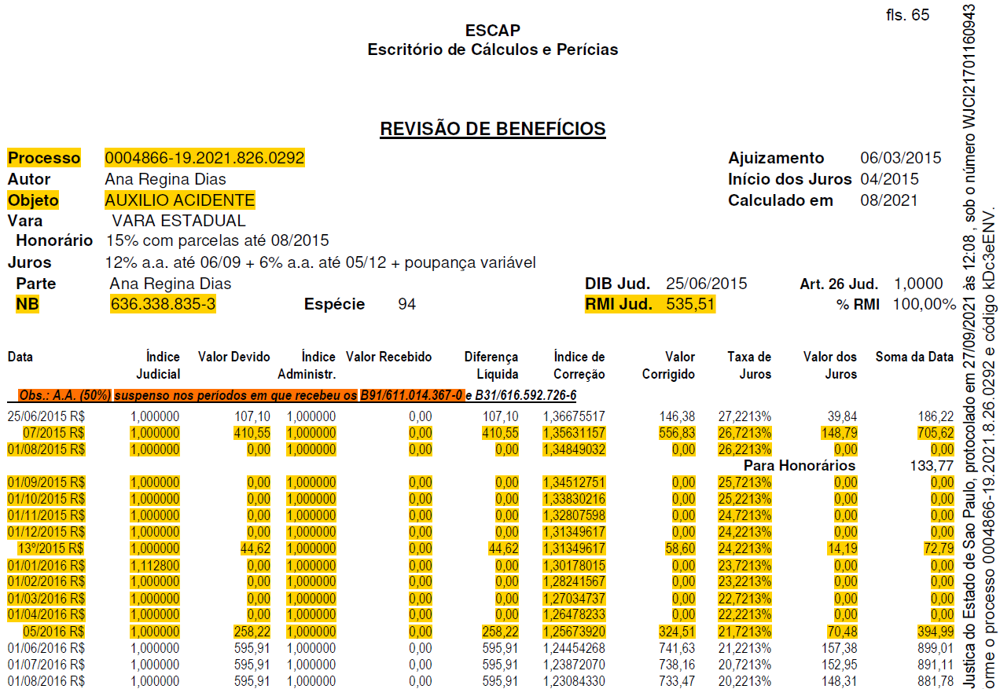 fls. 65
ESCAP
Escritório de Cálculos e Perícias
REVISÃO DE BENEFÍCIOS
Processo 0004866-19.2021.826.0292 Ajuizamento 06/03/2015
Autor Ana Regina Dias Início dos Juros 04/2015
Objeto AUXILIO ACIDENTE Calculado em 08/2021
Vara VARA ESTADUAL
Honorário 15% com parcelas até 08/2015
Juros 12% a.a. até 06/09 + 6% a.a. até 05/12 + poupança variável
Parte Ana Regina Dias DIB Jud. 25/06/2015 Art. 26 Jud. 1,0000
NB 636.338.835-3 Espécie 94 RMI Jud. 535,51 % RMI 100,00%
Data Índice Valor Devido Índice Valor Recebido Diferença Índice de Valor Taxa de Valor dos Soma da Data
Judicial Administr. Líquida Correção Corrigido Juros Juros
Obs.: A.A. (50%) suspenso nos períodos em que recebeu os B91/611.014.367-0 e B31/616.592.726-6
25/06/2015 R$ 1,000000 107,10 1,000000 0,00 107,10 1,36675517 146,38 27,2213% 39,84 186,22
07/2015 R$ 1,000000 410,55 1,000000 0,00 410,55 1,35631157 556,83 26,7213% 148,79 705,62
01/08/2015 R$ 1,000000 0,00 1,000000 0,00 0,00 1,34849032 0,00 26,2213% 0,00 0,00
Para Honorários 133,77
01/09/2015 R$ 1,000000 0,00 1,000000 0,00 0,00 1,34512751 0,00 25,7213% 0,00 0,00
01/10/2015 R$ 1,000000 0,00 1,000000 0,00 0,00 1,33830216 0,00 25,2213% 0,00 0,00
01/11/2015 R$ 1,000000 0,00 1,000000 0,00 0,00 1,32807598 0,00 24,7213% 0,00 0,00
01/12/2015 R$ 1,000000 0,00 1,000000 0,00 0,00 1,31349617 0,00 24,2213% 0,00 0,00
13º/2015 R$ 1,000000 44,62 1,000000 0,00 44,62 1,31349617 58,60 24,2213% 14,19 72,79
01/01/2016 R$ 1,112800 0,00 1,000000 0,00 0,00 1,30178015 0,00 23,7213% 0,00 0,00
01/02/2016 R$ 1,000000 0,00 1,000000 0,00 0,00 1,28241567 0,00 23,2213% 0,00 0,00
01/03/2016 R$ 1,000000 0,00 1,000000 0,00 0,00 1,27034737 0,00 22,7213% 0,00 0,00
01/04/2016 R$ 1,000000 0,00 1,000000 0,00 0,00 1,26478233 0,00 22,2213% 0,00 0,00
05/2016 R$ 1,000000 258,22 1,000000 0,00 258,22 1,25673920 324,51 21,7213% 70,48 394,99
01/06/2016 R$ 1,000000 595,91 1,000000 0,00 595,91 1,24454268 741,63 21,2213% 157,38 899,01
01/07/2016 R$ 1,000000 595,91 1,000000 0,00 595,91 1,23872070 738,16 20,7213% 152,95 891,11
01/08/2016 R$ 1,000000 595,91 1,000000 0,00 595,91 1,23084330 733,47 20,2213% 148,31 881,78
Justica do Estado de Sao Paulo, protocolado em 27/09/2021 às 12:08 , sob o número WJCI21701160943
orme o processo 0004866-19.2021.8.26.0292 e código kDc3eENV.